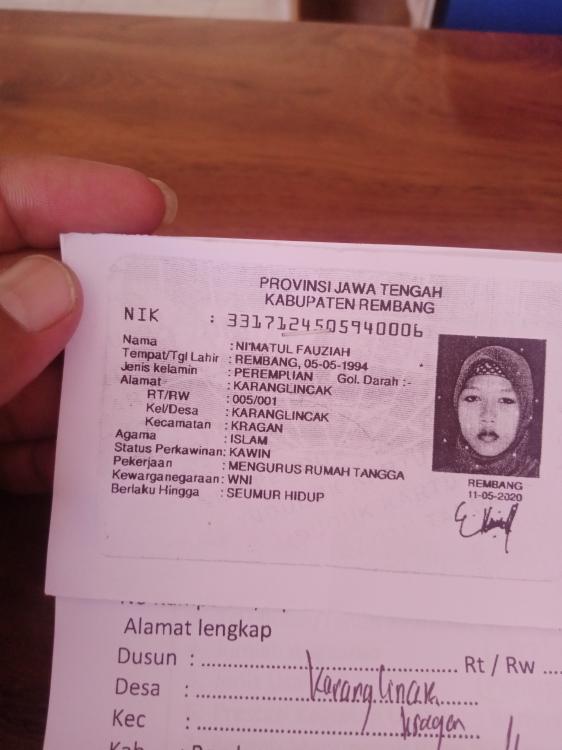 PROVINSI JAWA TENGAH
KABUPATEN REMBANG
NIK : 3317124505940006
Nama : NI'MATUL FAUZIAH
Tempat/Tgl Lahir : REMBANG, 05-05-1994
Jenis kelamin : PEREMPUAN Gol. Darah :-
Alamat : KARANGLINCAK
RT/RW : 005/001
Kel/Desa : KARANGLINCAK
Kecamatan : KRAGAN
Agama : ISLAM
Status Perkawinan: KAWIN
Pekerjaan : MENGURUS RUMAH TANGGA
Kewarganegaraan: WNI
Berlaku Hingga : SEUMUR HIDUP
REMBANG
11-05-2020
Alamat lengkap
Dusun : ........ Rt / Rw ....
Desa : Karanglincak
Kec : kragan